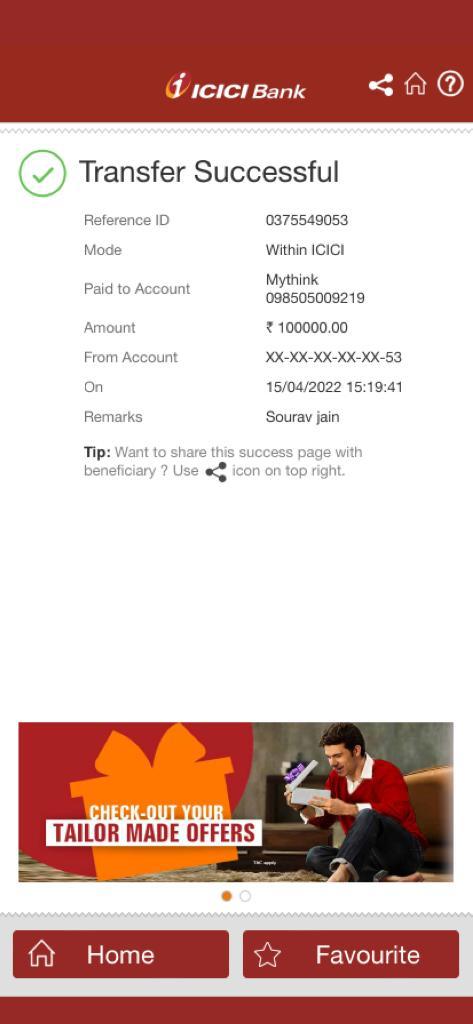 i ICICI Bank
Transfer Successful
Reference ID 0375549053
Mode Within ICICI
Paid to Account Mythink
098505009219
Amount ₹ 100000.00
From Account XX-XX-XX-XX-XX-53
On 15/04/2022 15:19:41
Remarks Sourav jain
Tip: Want to share this success page with
beneficiary ? Use icon on top right.
CHECK-OUT YOUR
TAILOR MADE OFFERS
T&C apply
Home
Favourite